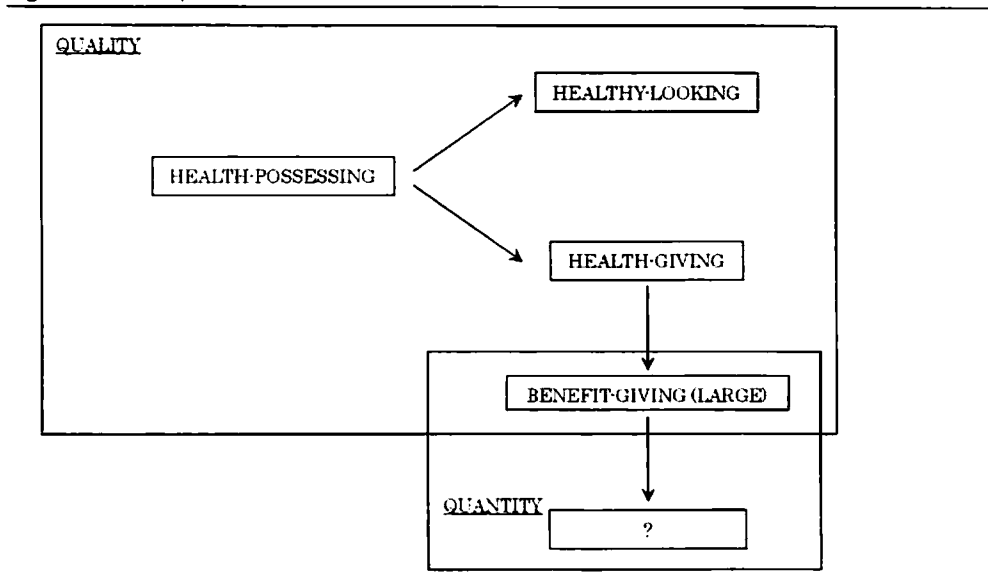 QUALITY
HEALTHY-LOOKING
HEALTH-POSSESSING
HEALTH-GIVING
BENEFIT-GIVING (LARGE)
QUANTITY
?